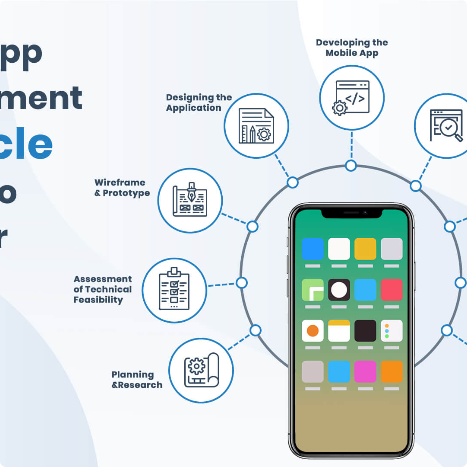 pp
ment
cle
o
r
Developing the
Mobile App
Designing the
Application
Wireframe
& Prototype
Assessment
of Technical
Feasibility
Planning
&Research